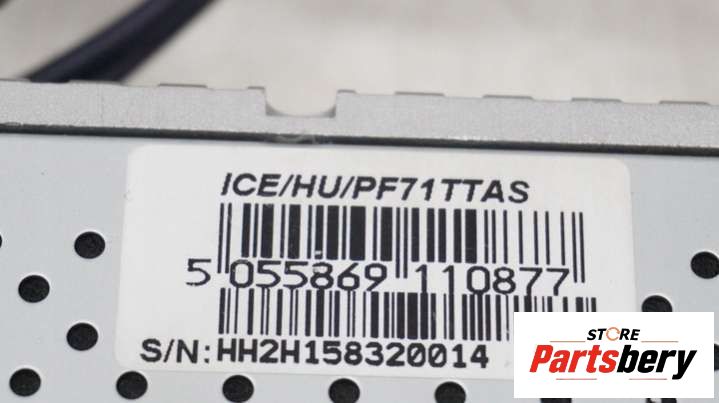 ICE/HU/PF71TTAS
5 055869 110877
S/N: HH2H158320014
STORE
Partsbery